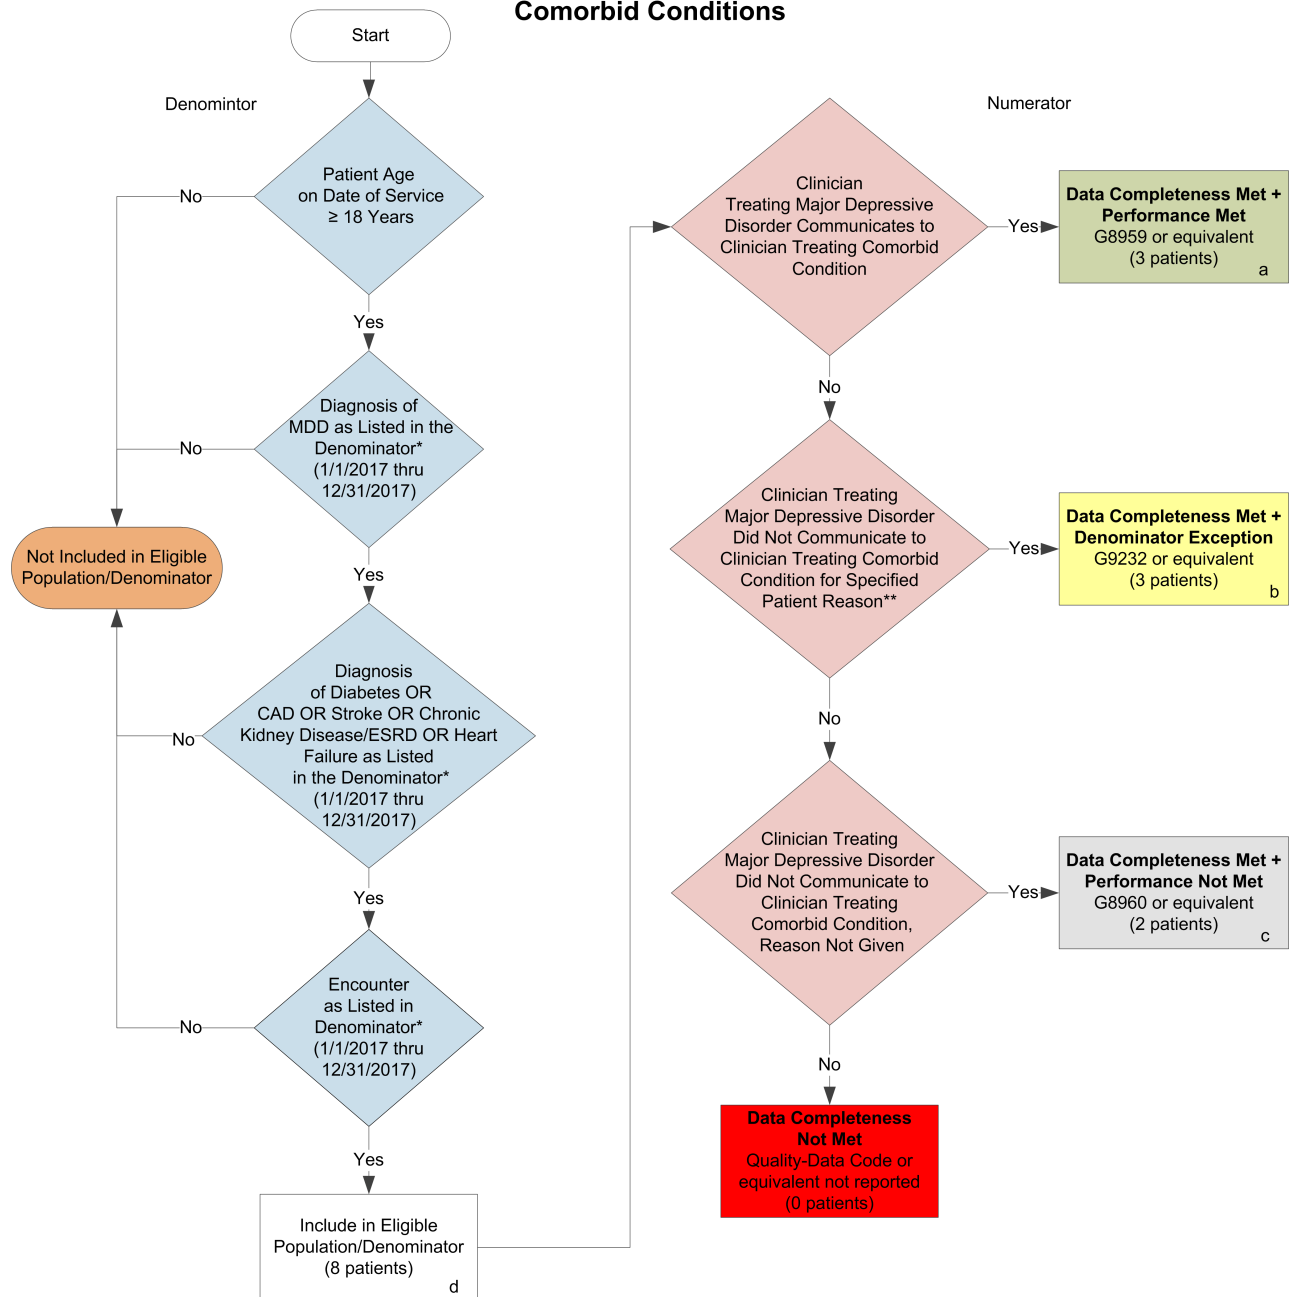 Comorbid Conditions
Start
Denomintor
Patient Age
on Date of Service
≥ 18 Years
No
Yes
Diagnosis of
MDD as Listed in the
Denominator*
(1/1/2017 thru
12/31/2017)
No
Yes
Not Included in Eligible
Population/Denominator
Diagnosis
of Diabetes OR
CAD OR Stroke OR Chronic
Kidney Disease/ESRD OR Heart
Failure as Listed
in the Denominator*
(1/1/2017 thru
12/31/2017)
No
Yes
Encounter
as Listed in
Denominator*
(1/1/2017 thru
12/31/2017)
No
Yes
Include in Eligible
Population/Denominator
(8 patients)
d
Numerator
Clinician
Treating Major Depressive
Disorder Communicates to
Clinician Treating Comorbid
Condition
Yes
Data Completeness Met +
Performance Met
G8959 or equivalent
(3 patients)
a
No
Clinician Treating
Major Depressive Disorder
Did Not Communicate to
Clinician Treating Comorbid
Condition for Specified
Patient Reason**
Yes
Data Completeness Met +
Denominator Exception
G9232 or equivalent
(3 patients)
b
No
Clinician Treating
Major Depressive Disorder
Did Not Communicate to
Clinician Treating
Comorbid Condition,
Reason Not Given
Yes
Data Completeness Met +
Performance Not Met
G8960 or equivalent
(2 patients)
c
No
Data Completeness
Not Met
Quality-Data Code or
equivalent not reported
(0 patients)